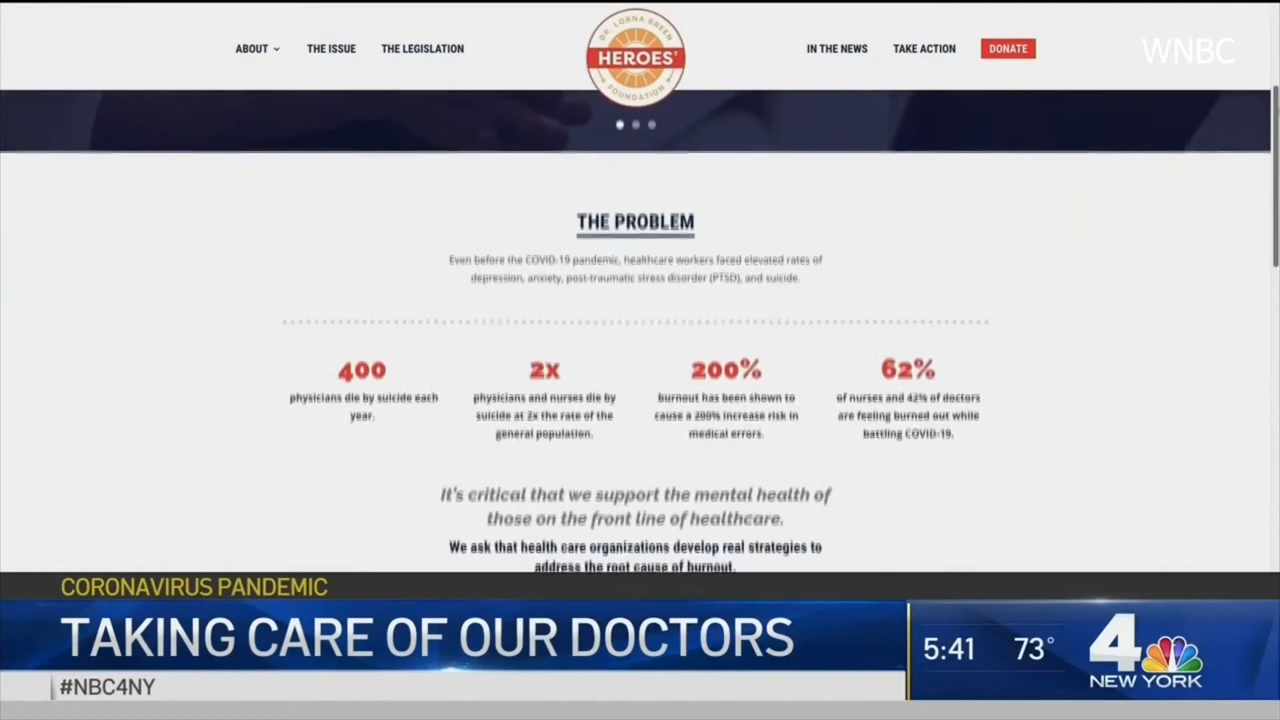 ABOUT THE ISSUE THE LEGISLATION
DR. LORNA BREEN
HEROES'
FOUNDATION
IN THE NEWS TAKE ACTION DONATE
WNBC
THE PROBLEM
Even before the COVID-19 pandemic, healthcare workers faced elevated rates of
depression, anxiety, post-traumatic stress disorder (PTSD), and suicide.
400
physicians die by suicide each
year.
2x
physicians and nurses die by
suicide at 2x the rate of the
general population.
200%
burnout has been shown to
cause a 200% increase risk in
medical errors.
62%
of nurses and 42% of doctors
are feeling burned out while
battling COVID-19.
It's critical that we support the mental health of
those on the front line of healthcare.
We ask that health care organizations develop real strategies to
address the root cause of burnout.
CORONAVIRUS PANDEMIC
TAKING CARE OF OUR DOCTORS
#NBC4NY
5:41 73°
4
NEW YORK